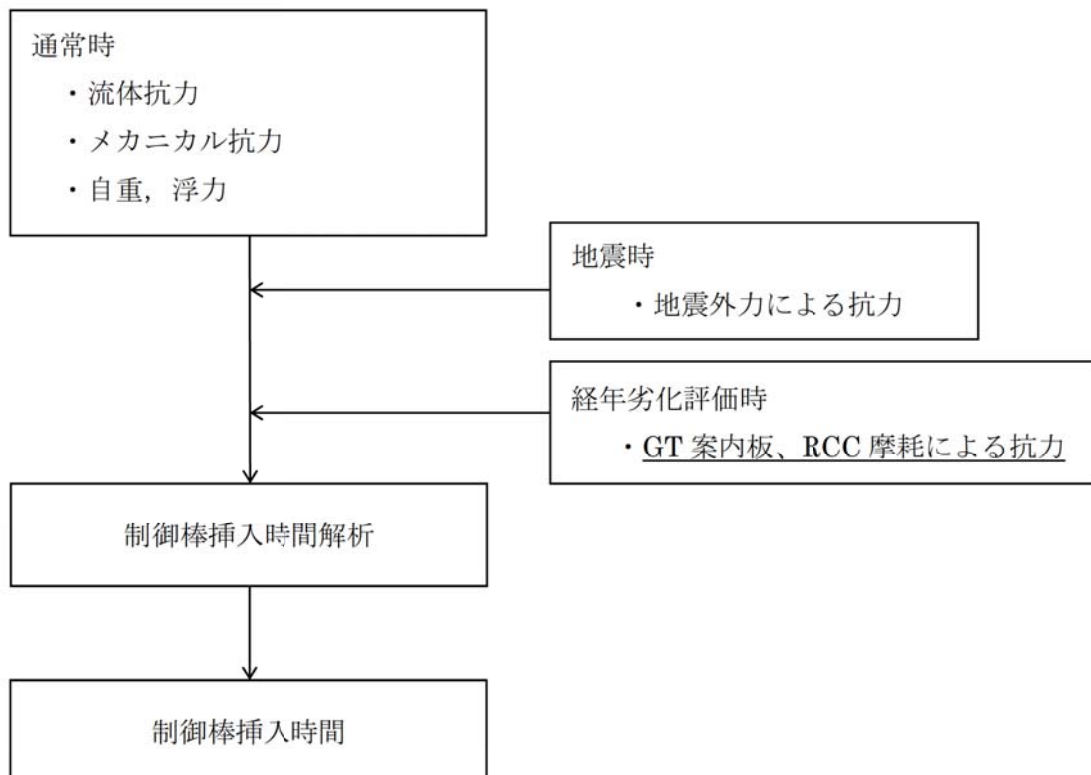 通常時
・流体抗力
・メカニカル抗力
・自重，浮力
地震時
・地震外力による抗力
経年劣化評価時
・GT 案内板、RCC 摩耗による抗力
制御棒挿入時間解析
制御棒挿入時間